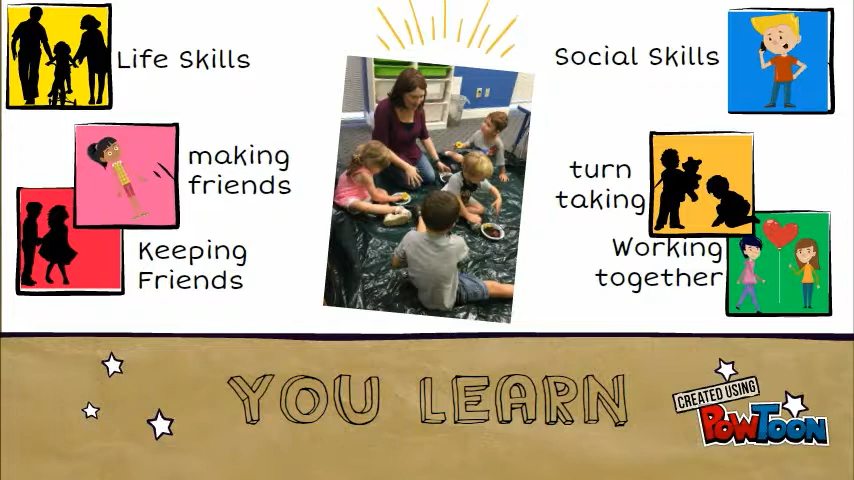 Life Skills
making
friends
Keeping
Friends
Social Skills
turn
taking
Working
together
YOU LEARN
CREATED USING
POWTOON